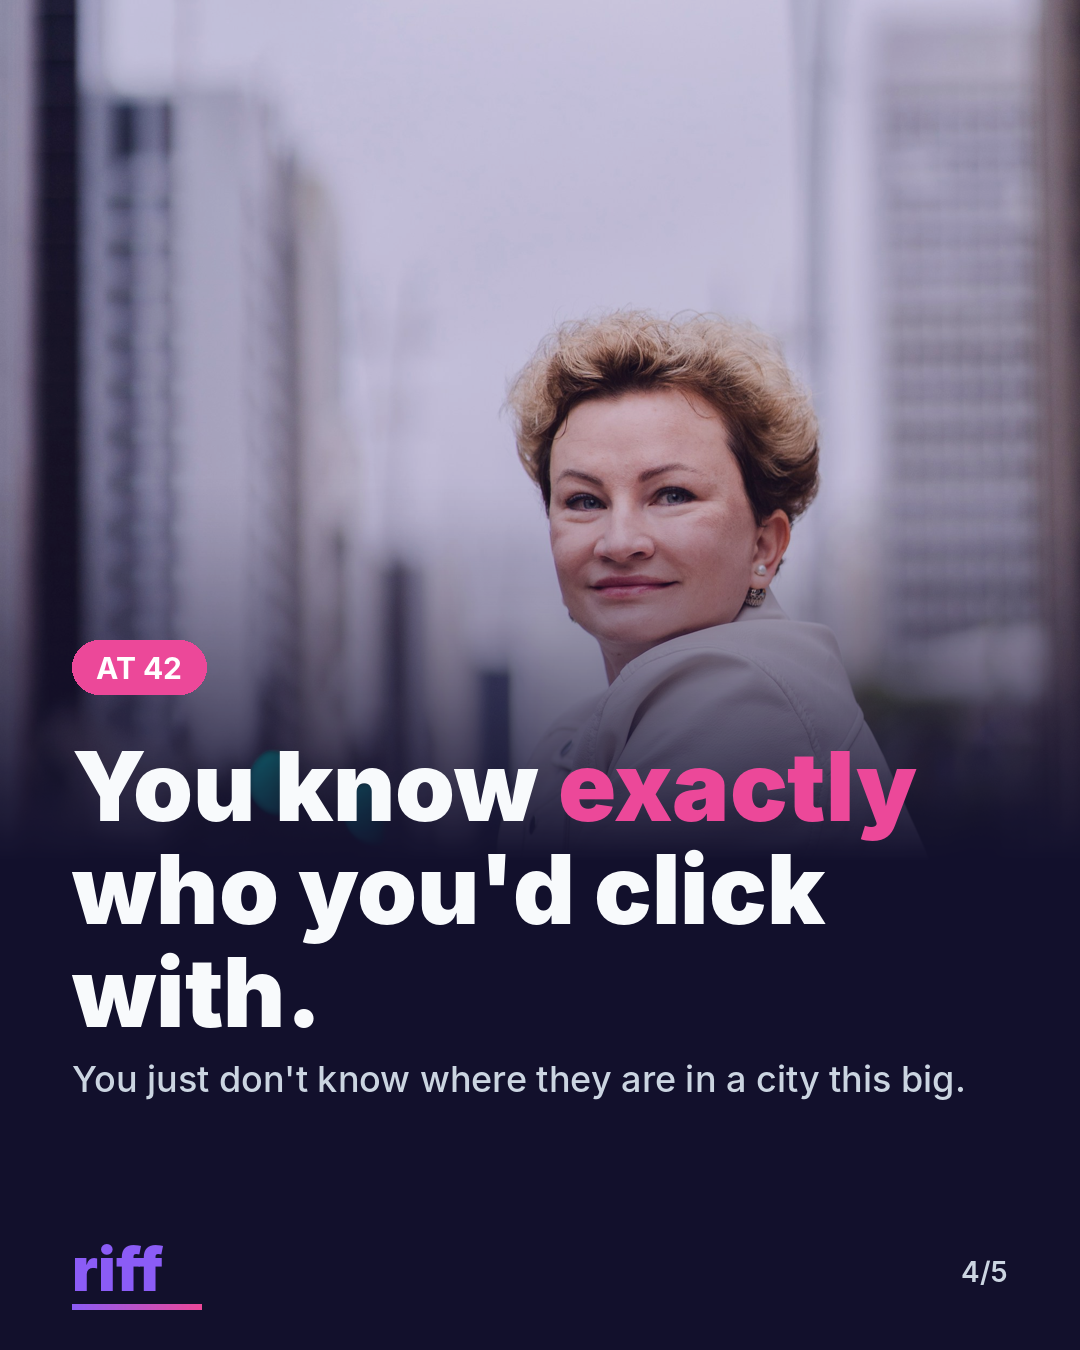 AT 42
You know exactly
who you'd click
with.
You just don't know where they are in a city this big.
riff
4/5